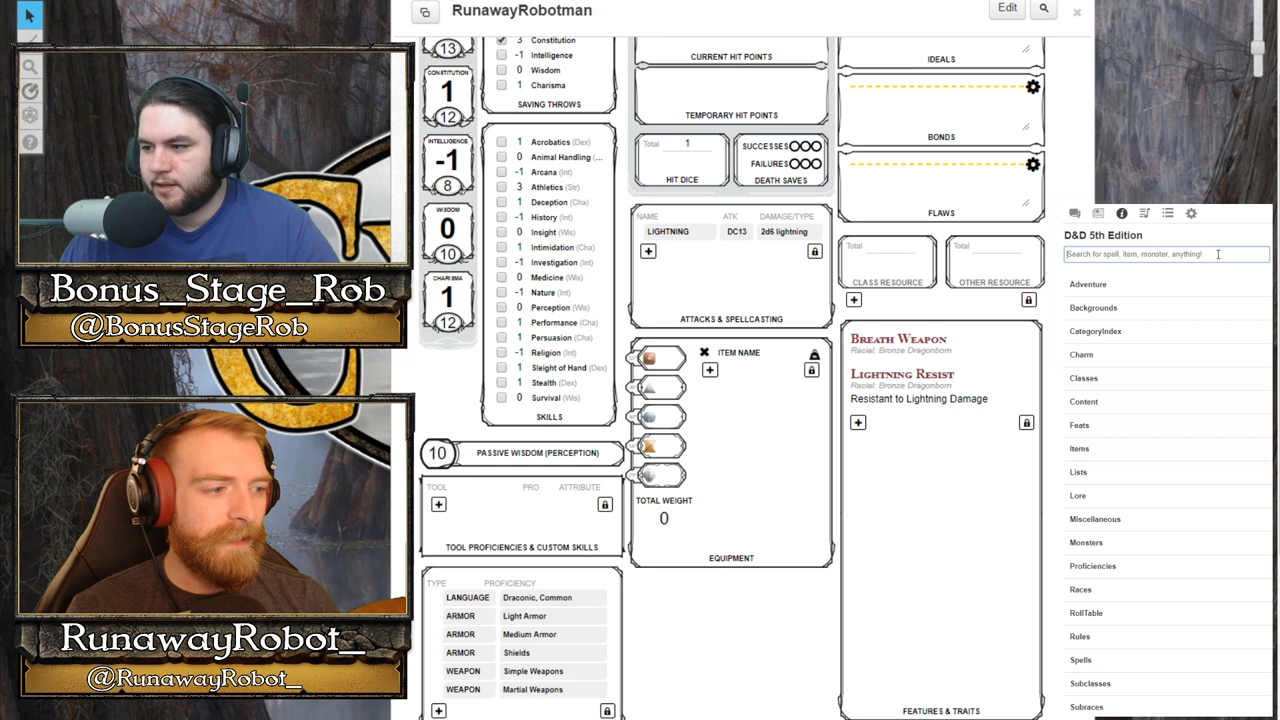 RunawayRobotman
Edit
13
3 Constitution
-1 Intelligence
0 Wisdom
1 Charisma
SAVING THROWS
CONSTITUTION
1
12
INTELLIGENCE
-1
8
WISDOM
0
10
CHARISMA
1
12
1 Acrobatics (Dex)
0 Animal Handling (...
-1 Arcana (Int)
3 Athletics (Str)
1 Deception (Cha)
-1 History (Int)
0 Insight (Wis)
1 Intimidation (Cha)
-1 Investigation (Int)
0 Medicine (Wis)
-1 Nature (Int)
0 Perception (Wis)
1 Performance (Cha)
1 Persuasion (Cha)
-1 Religion (Int)
1 Sleight of Hand (Dex)
1 Stealth (Dex)
0 Survival (Wis)
SKILLS
10 PASSIVE WISDOM (PERCEPTION)
TOOL PRO ATTRIBUTE
TOOL PROFICIENCIES & CUSTOM SKILLS
TYPE PROFICIENCY
LANGUAGE Draconic, Common
ARMOR Light Armor
ARMOR Medium Armor
ARMOR Shields
WEAPON Simple Weapons
WEAPON Martial Weapons
CURRENT HIT POINTS
TEMPORARY HIT POINTS
Total 1
HIT DICE
SUCCESSES
FAILURES
DEATH SAVES
NAME ATK DAMAGE/TYPE
LIGHTNING DC13 2d6 lightning
ATTACKS & SPELLCASTING
ITEM NAME
TOTAL WEIGHT
0
EQUIPMENT
IDEALS
BONDS
FLAWS
Total
CLASS RESOURCE
Total
OTHER RESOURCE
BREATH WEAPON
Racial: Bronze Dragonborn
LIGHTNING RESIST
Racial: Bronze Dragonborn
Resistant to Lightning Damage
FEATURES & TRAITS
D&D 5th Edition
Search for spell, item, monster, anything!
Adventure
Backgrounds
CategoryIndex
Charm
Classes
Content
Feats
Items
Lists
Lore
Miscellaneous
Monsters
Proficiencies
Races
RollTable
Rules
Spells
Subclasses
Subraces
Bonus_Stage_Rob
@BonusStageRob
RunawayRobot_
@RunawayRobot_